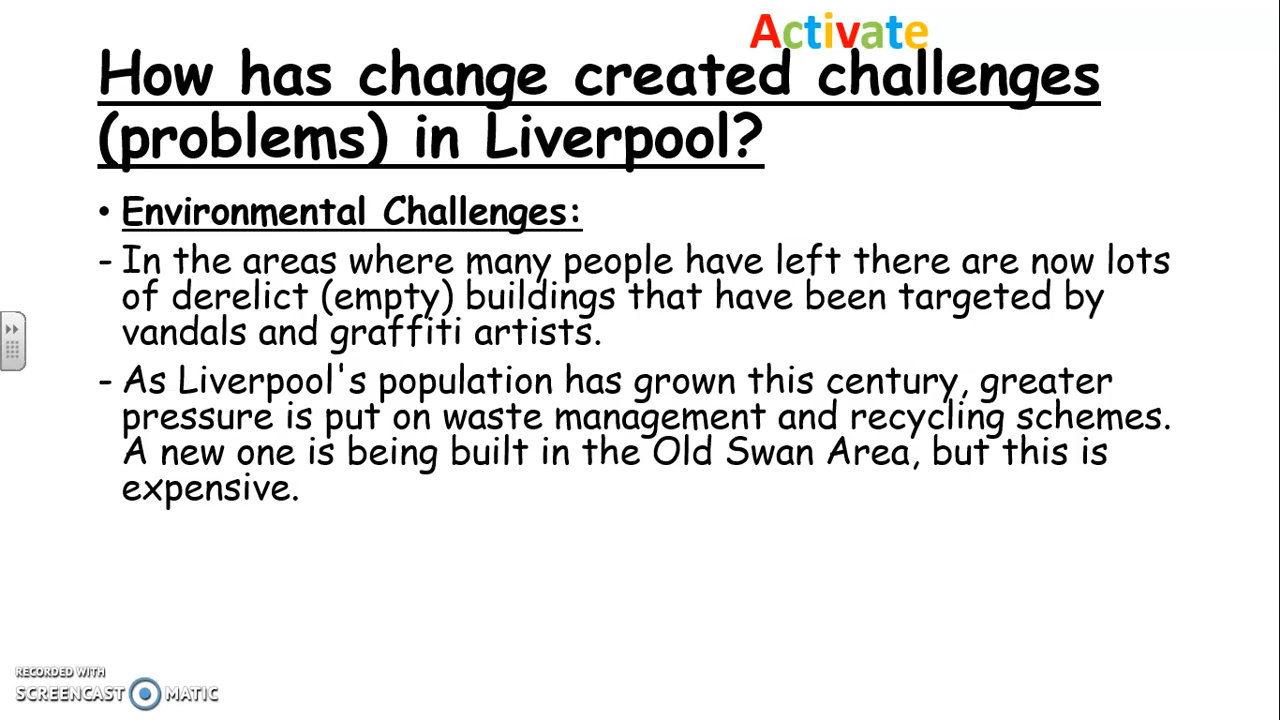 Activate
How has change created challenges
(problems) in Liverpool?
• Environmental Challenges:
- In the areas where many people have left there are now lots
of derelict (empty) buildings that have been targeted by
vandals and graffiti artists.
- As Liverpool's population has grown this century, greater
pressure is put on waste management and recycling schemes.
A new one is being built in the Old Swan Area, but this is
expensive.
RECORDED WITH
SCREENCAST MATIC